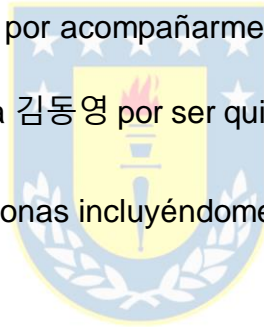 por acompañarme
a 김동영 por ser qui
onas incluyéndome